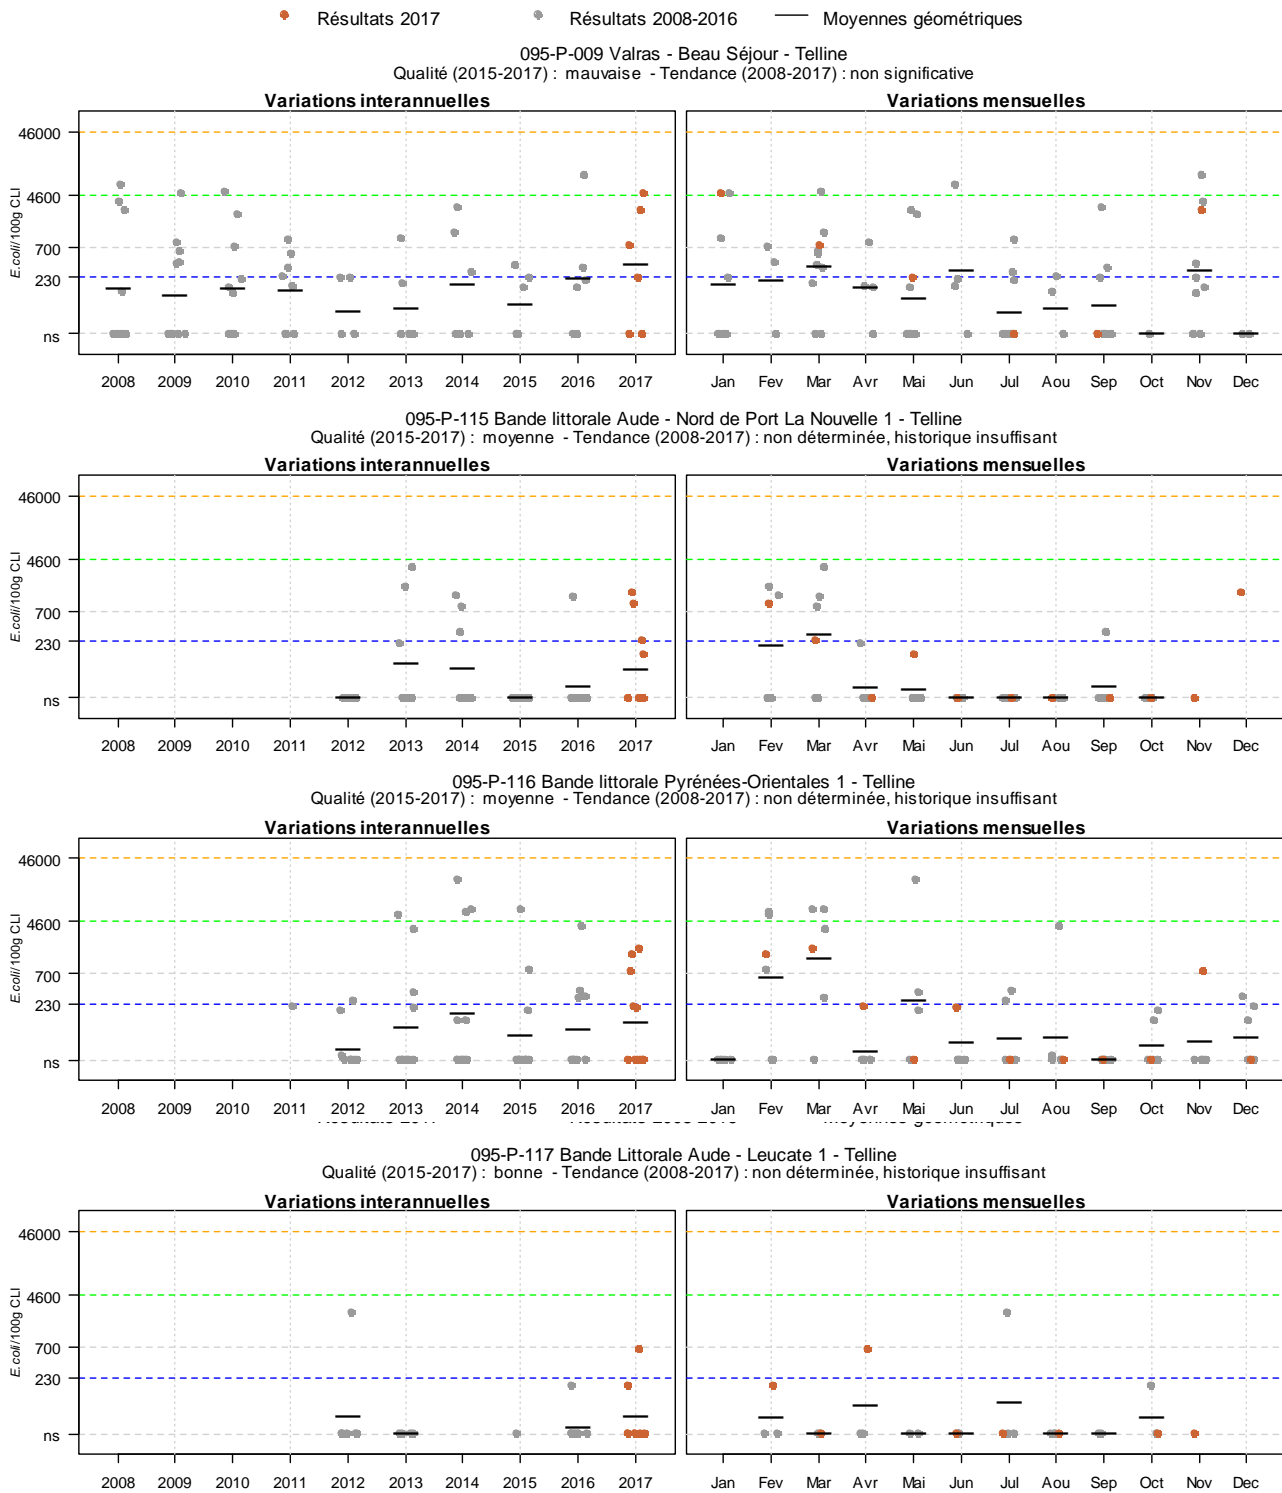 Résultats 2017 Résultats 2008-2016 Moyennes géométriques
095-P-009 Valras - Beau Séjour - Telline
Qualité (2015-2017) : mauvaise - Tendance (2008-2017) : non significative
Variations interannuelles Variations mensuelles
46000
4600
700
230
ns
E.coli/100g CLI
2008 2009 2010 2011 2012 2013 2014 2015 2016 2017 Jan Fev Mar Avr Mai Jun Jul Aou Sep Oct Nov Dec
095-P-115 Bande littorale Aude - Nord de Port La Nouvelle 1 - Telline
Qualité (2015-2017) : moyenne - Tendance (2008-2017) : non déterminée, historique insuffisant
Variations interannuelles Variations mensuelles
46000
4600
700
230
ns
E.coli/100g CLI
2008 2009 2010 2011 2012 2013 2014 2015 2016 2017 Jan Fev Mar Avr Mai Jun Jul Aou Sep Oct Nov Dec
095-P-116 Bande littorale Pyrénées-Orientales 1 - Telline
Qualité (2015-2017) : moyenne - Tendance (2008-2017) : non déterminée, historique insuffisant
Variations interannuelles Variations mensuelles
46000
4600
700
230
ns
E.coli/100g CLI
2008 2009 2010 2011 2012 2013 2014 2015 2016 2017 Jan Fev Mar Avr Mai Jun Jul Aou Sep Oct Nov Dec
095-P-117 Bande Littorale Aude - Leucate 1 - Telline
Qualité (2015-2017) : bonne - Tendance (2008-2017) : non déterminée, historique insuffisant
Variations interannuelles Variations mensuelles
46000
4600
700
230
ns
E.coli/100g CLI
2008 2009 2010 2011 2012 2013 2014 2015 2016 2017 Jan Fev Mar Avr Mai Jun Jul Aou Sep Oct Nov Dec